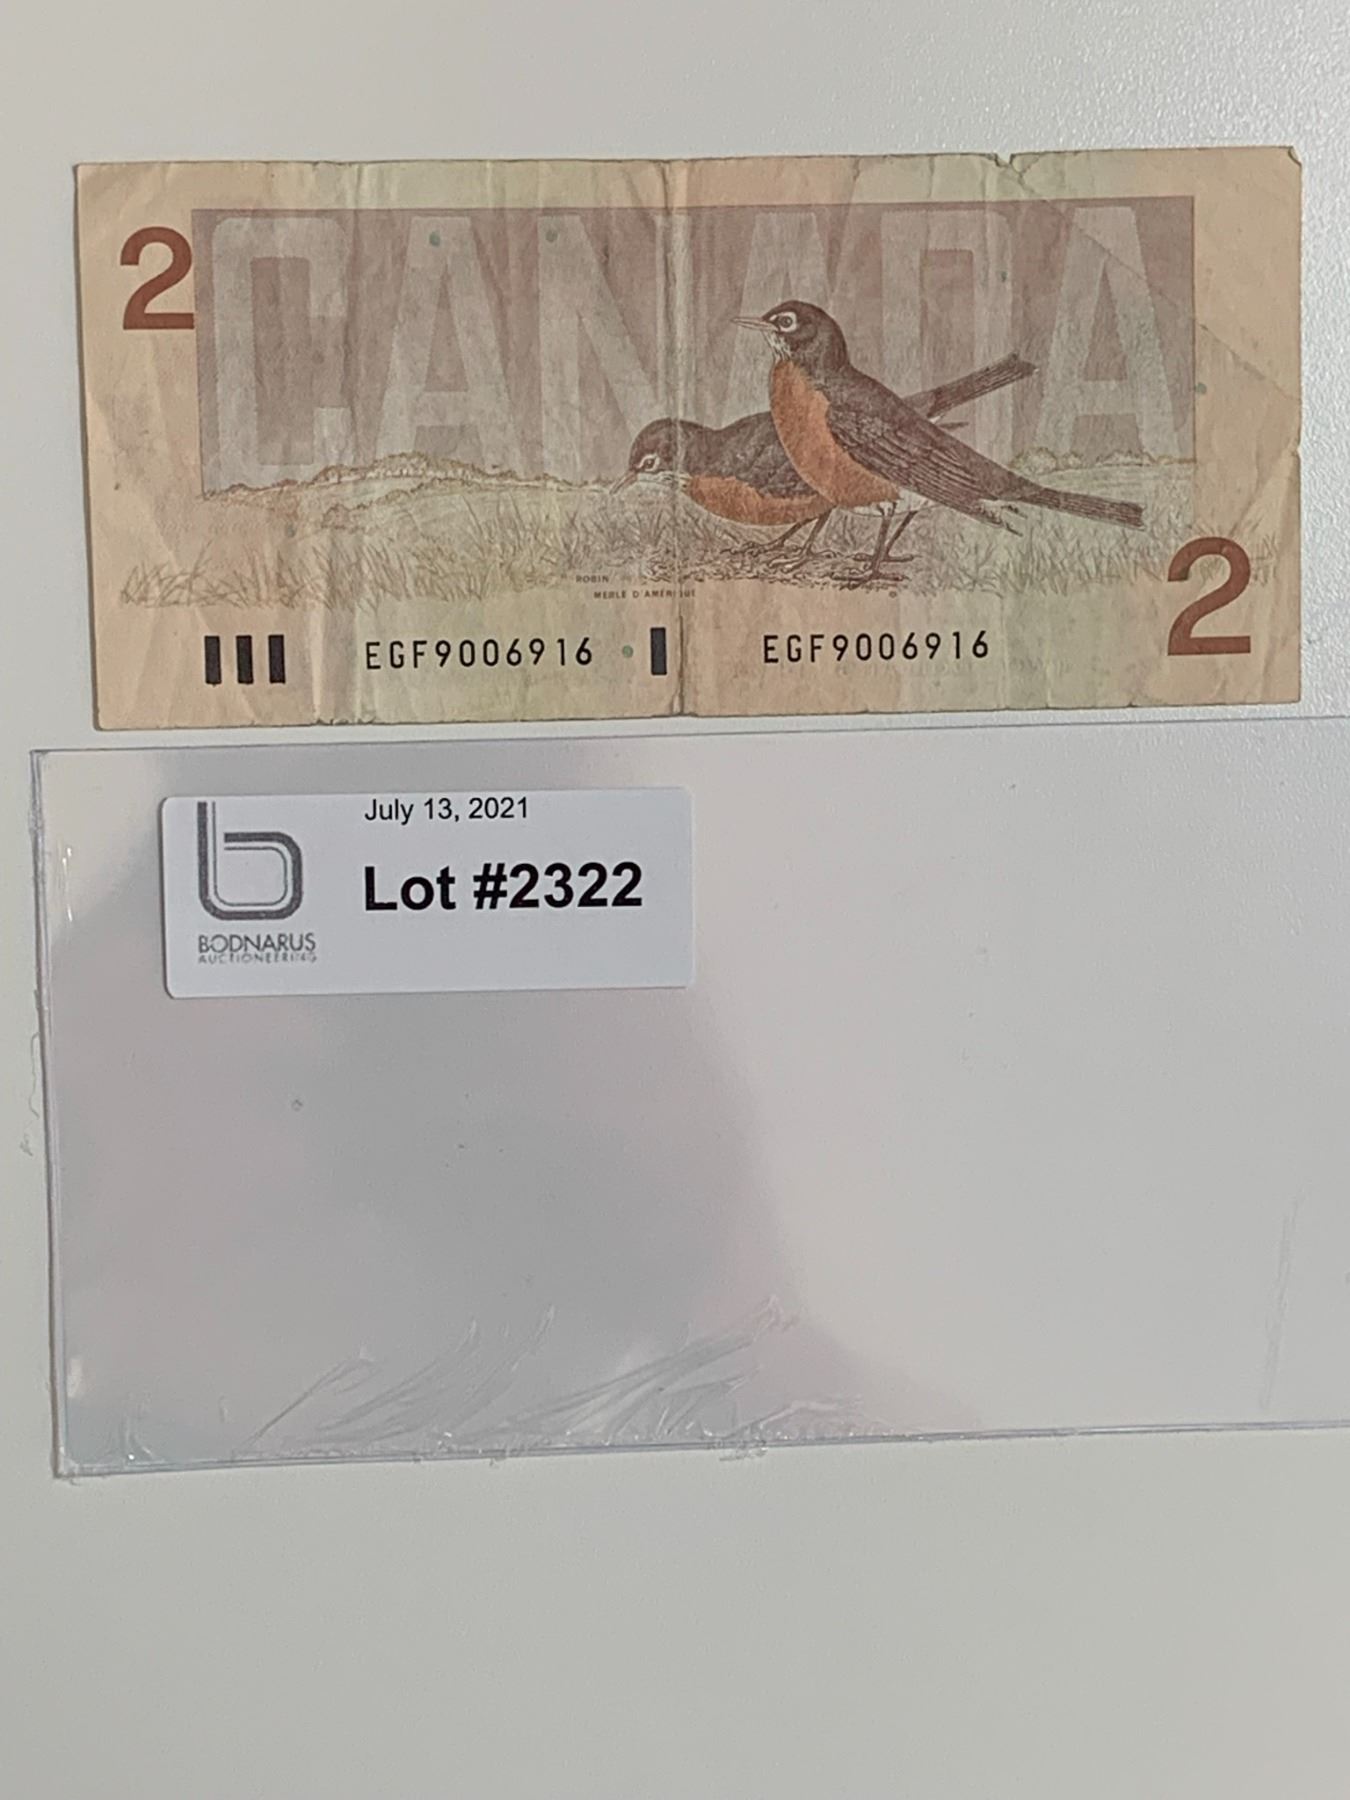 CANADA
2
ROBIN
MERLE D'AMÉRIQUE
EGF9006916 EGF9006916
2
July 13, 2021
Lot #2322
b
BODNARUS
AUCTIONEERING